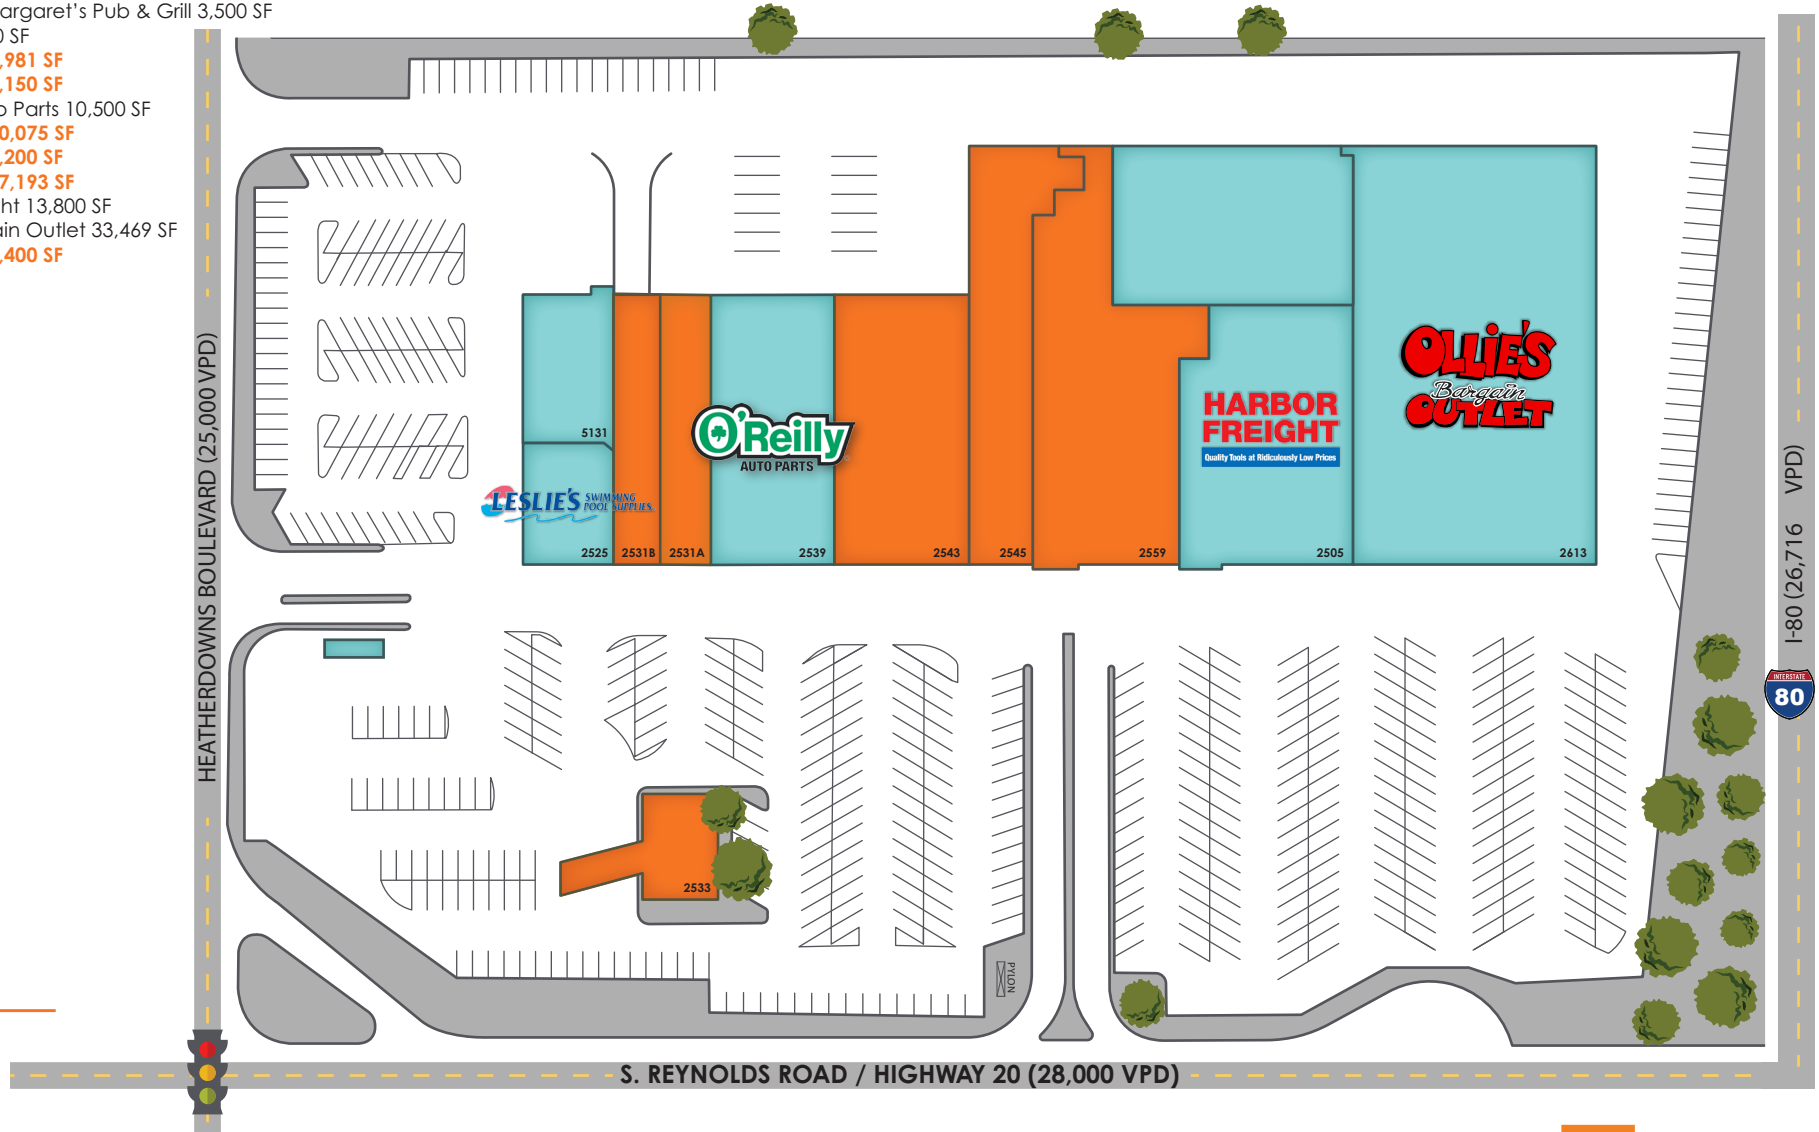 argaret's Pub & Grill 3,500 SF
0 SF
,981 SF
,150 SF
o Parts 10,500 SF
0,075 SF
,200 SF
7,193 SF
ht 13,800 SF
ain Outlet 33,469 SF
,400 SF
HEATHERDOWNS BOULEVARD (25,000 VPD)
5131
LESLIE'S SWIMMING
POOL SUPPLIES
2525
2531B
2531A
O'Reilly
AUTO PARTS
2539
2543
2545
2559
HARBOR
FREIGHT
Quality Tools at Ridiculously Low Prices
2505
OLLIE'S
Bargain
OUTLET
2613
I-80 (26,716 VPD)
INTERSTATE
80
2533
PYLON
S. REYNOLDS ROAD / HIGHWAY 20 (28,000 VPD)